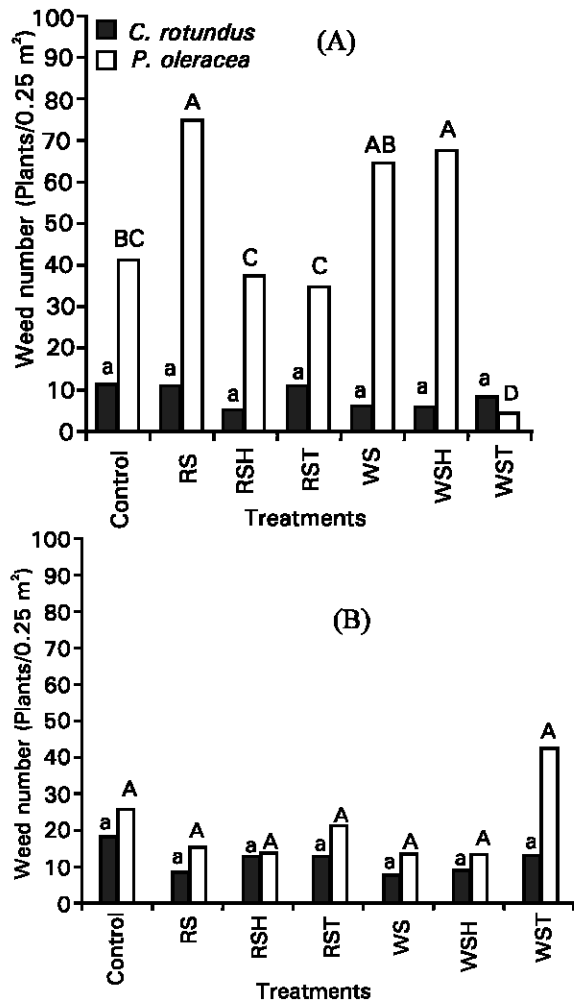 100
90
80
70
60
50
40
30
20
10
0
Weed number (Plants/0.25 m²)
C. rotundus
P. oleracea
(A)
a BC
a A
a C
a C
a AB
a A
a D
Control RS RSH RST WS WSH WST
Treatments
100
90
80
70
60
50
40
30
20
10
0
Weed number (Plants/0.25 m²)
(B)
a A
a A
a A
a A
a A
a A
a A
Control RS RSH RST WS WSH WST
Treatments